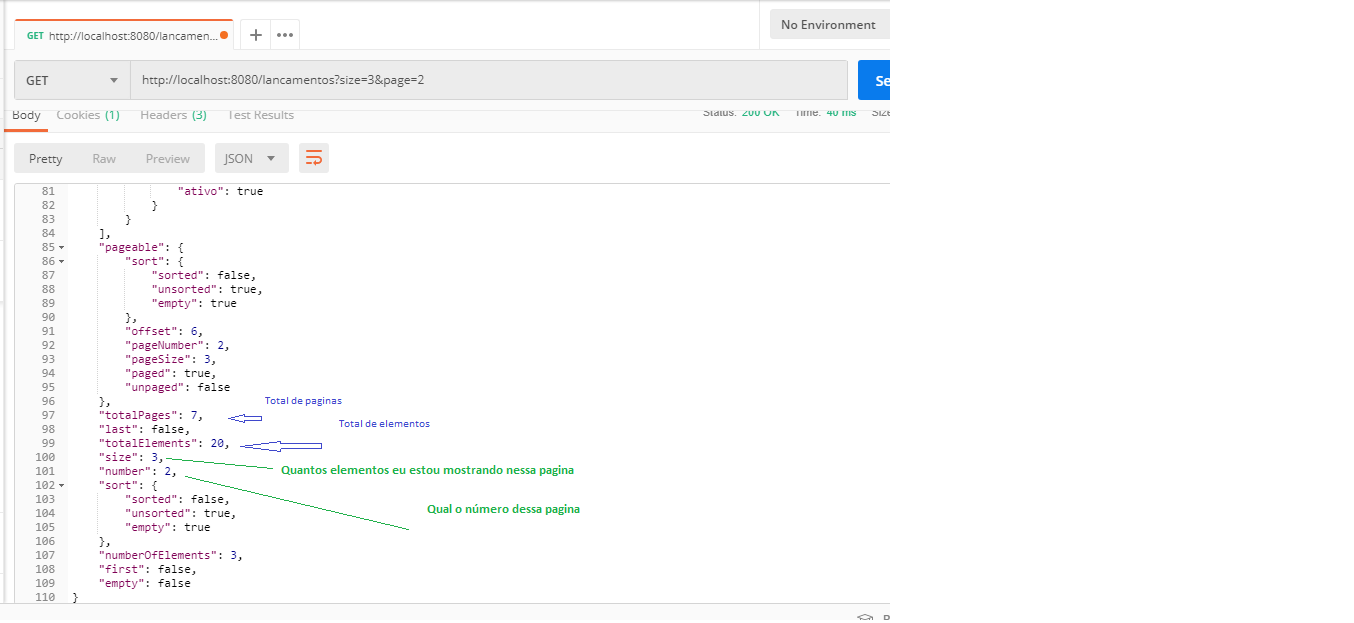 No Environment
GET http://localhost:8080/lancamen...
GET http://localhost:8080/lancamentos?size=3&page=2
Body Cookies (1) Headers (3) Test Results Status: 200 OK Time: 40 ms
Pretty Raw Preview JSON
81 "ativo": true
82 }
83 }
84 ],
85 "pageable": {
86 "sort": {
87 "sorted": false,
88 "unsorted": true,
89 "empty": true
90 },
91 "offset": 6,
92 "pageNumber": 2,
93 "pageSize": 3,
94 "paged": true,
95 "unpaged": false
96 },
Total de paginas
97 "totalPages": 7,
Total de elementos
98 "last": false,
99 "totalElements": 20,
100 "size": 3,
Quantos elementos eu estou mostrando nessa pagina
101 "number": 2,
102 "sort": {
103 "sorted": false,
Qual o número dessa pagina
104 "unsorted": true,
105 "empty": true
106 },
107 "numberOfElements": 3,
108 "first": false,
109 "empty": false
110 }